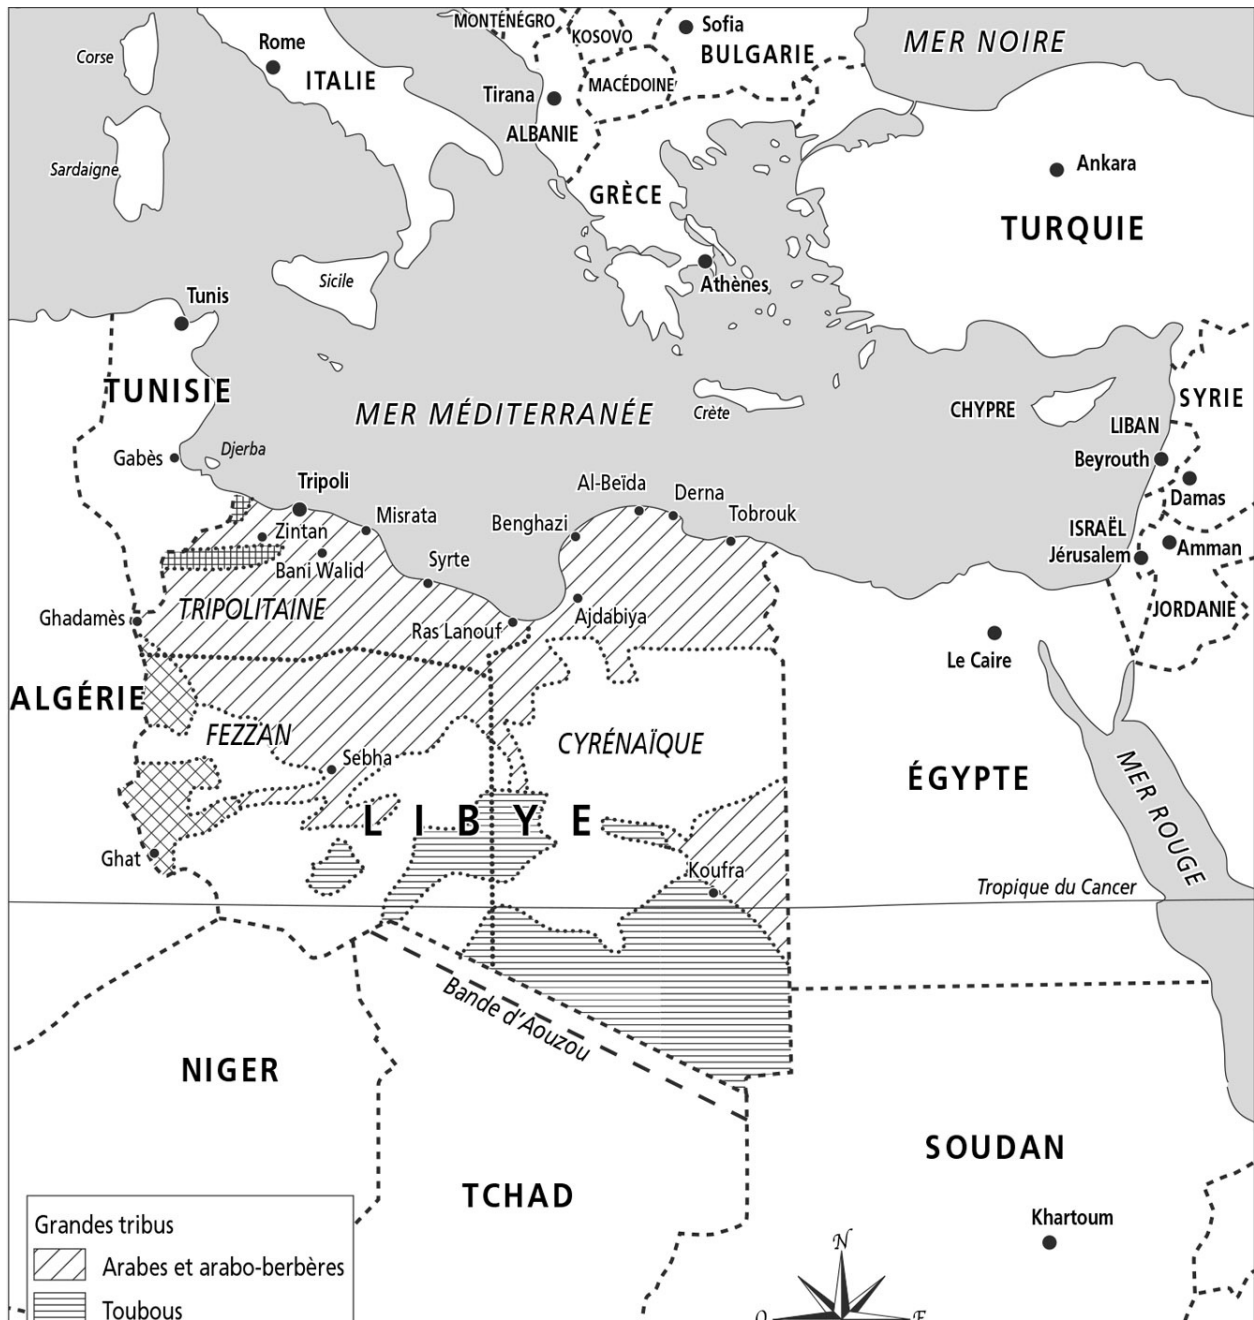 MONTÉNÉGRO
KOSOVO
Sofia
BULGARIE
MER NOIRE
Corse
Rome
ITALIE
Tirana
MACÉDOINE
ALBANIE
Sardaigne
GRÈCE
Ankara
TURQUIE
Sicile
Athènes
Tunis
TUNISIE
MER MÉDITERRANÉE
Crète
CHYPRE
SYRIE
LIBAN
Beyrouth
Damas
Gabès
Djerba
Tripoli
Al-Beïda
Derna
Misrata
Benghazi
Tobrouk
ISRAËL
Jérusalem
Amman
Zintan
Bani Walid
Syrte
TRIPOLITAINE
Ghadamès
Ras Lanouf
Ajdabiya
JORDANIE
Le Caire
ALGÉRIE
FEZZAN
CYRÉNAÏQUE
Sebha
ÉGYPTE
MER ROUGE
LIBYE
Ghat
Koufra
Tropique du Cancer
Bande d'Aouzou
NIGER
TCHAD
SOUDAN
Khartoum
Grandes tribus
Arabes et arabo-berbères
Toubous
N
O
E